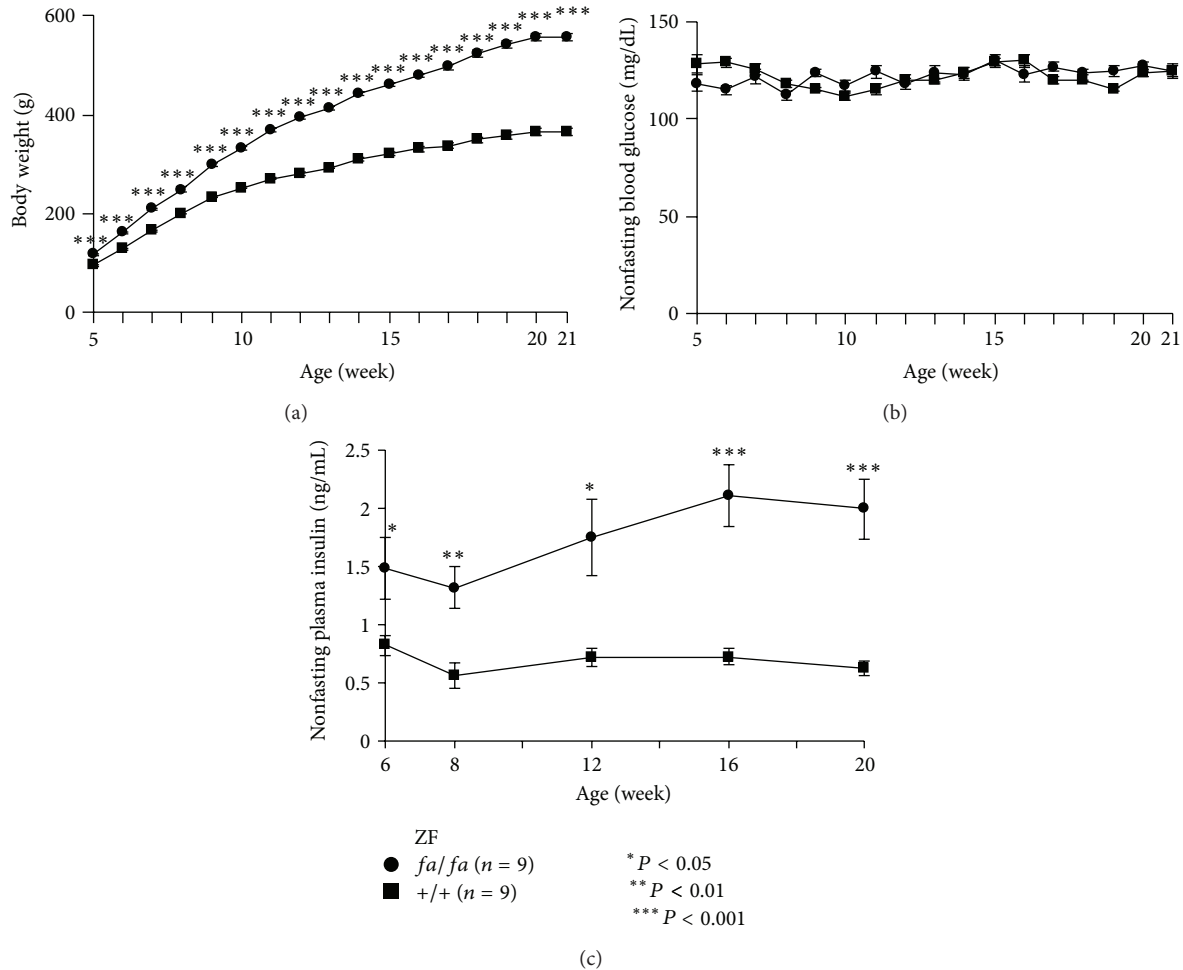 600
400
200
0
Body weight (g)
*** *** *** *** *** *** *** *** *** *** *** *** *** *** *** *** ***
5 10 15 20 21
Age (week)
(a)
150
100
50
0
Nonfasting blood glucose (mg/dL)
5 10 15 20 21
Age (week)
(b)
2.5
2
1.5
1
0.5
0
Nonfasting plasma insulin (ng/mL)
* ** * *** ***
6 8 12 16 20
Age (week)
ZF
fa/fa (n = 9)
+/+ (n = 9)
*P < 0.05
**P < 0.01
***P < 0.001
(c)